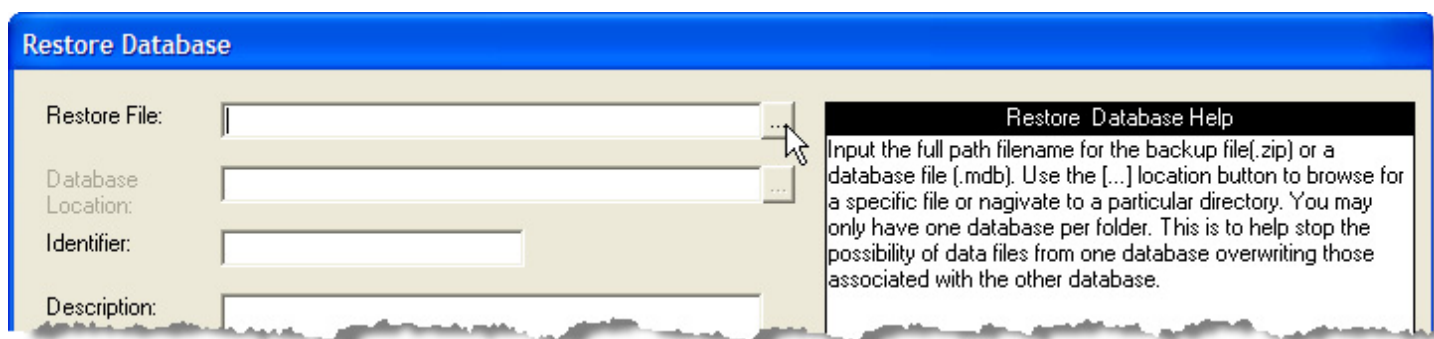 Restore Database
Restore File:
...
Database
Location:
...
Identifier:
Description:
Restore Database Help
Input the full path filename for the backup file(.zip) or a
database file (.mdb). Use the [...] location button to browse for
a specific file or nagivate to a particular directory. You may
only have one database per folder. This is to help stop the
possibility of data files from one database overwriting those
associated with the other database.